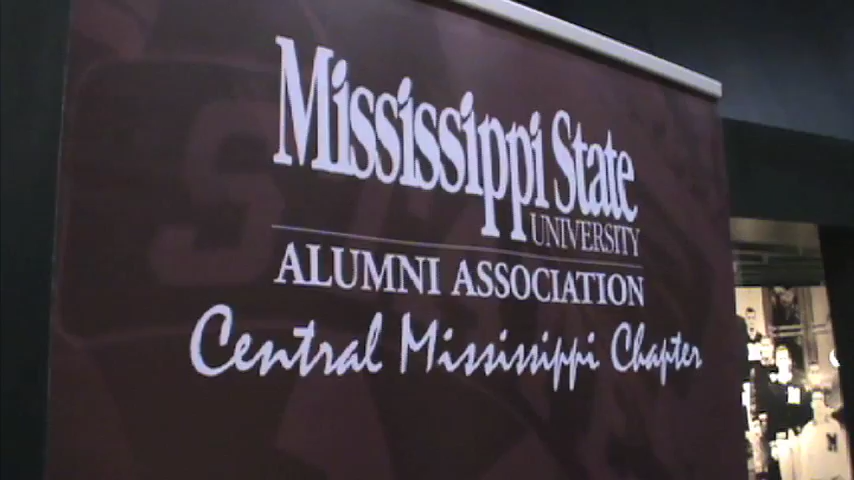 Mississippi State
UNIVERSITY
ALUMNI ASSOCIATION
Central Mississippi Chapter